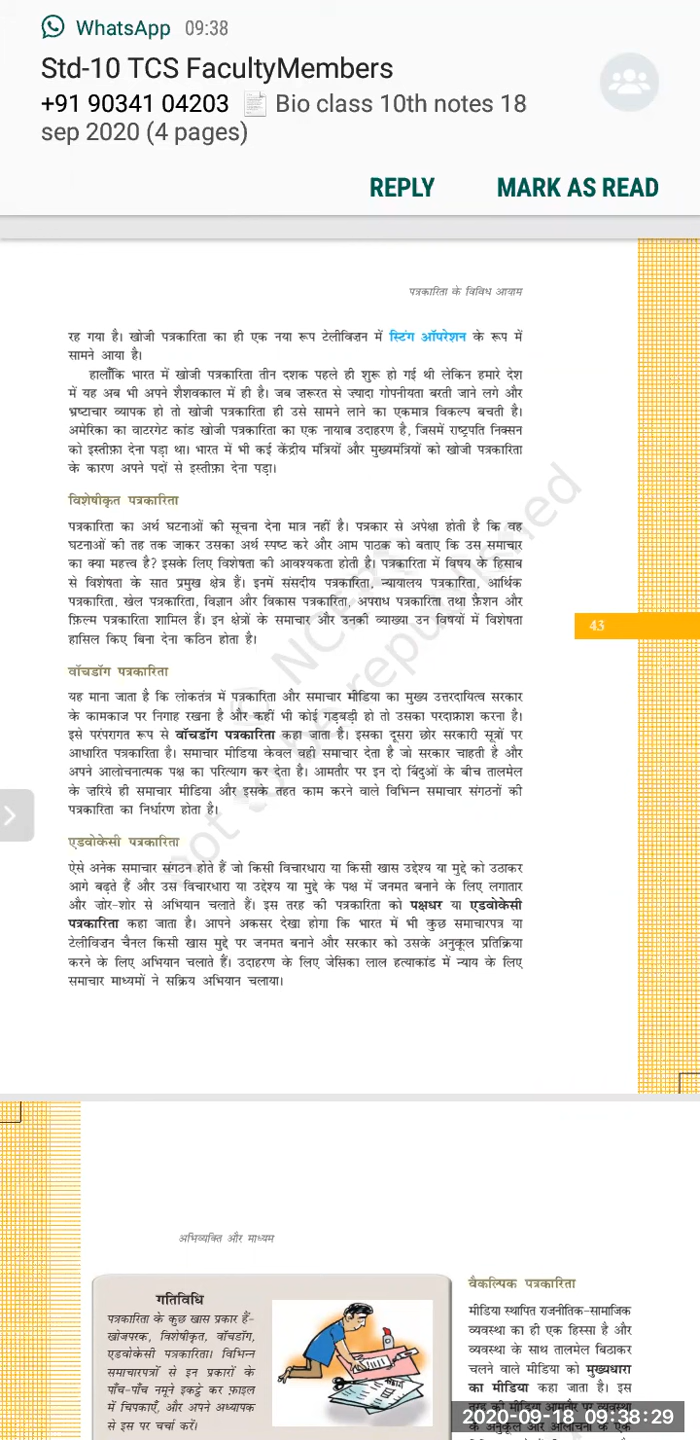 WhatsApp 09:38
Std-10 TCS FacultyMembers
+91 90341 04203 📄 Bio class 10th notes 18
sep 2020 (4 pages)
REPLY MARK AS READ
पत्रकारिता के विविध आयाम
रह गया है। खोजी पत्रकारिता का ही एक नया रूप टेलीविज़न में स्टिंग ऑपरेशन के रूप में
सामने आया है।
हालाँकि भारत में खोजी पत्रकारिता तीन दशक पहले ही शुरू हो गई थी लेकिन हमारे देश
में यह अब भी अपने शैशवकाल में ही है। जब ज़रूरत से ज़्यादा गोपनीयता बरती जाने लगे और
भ्रष्टाचार व्यापक हो तो खोजी पत्रकारिता ही उसे सामने लाने का एकमात्र विकल्प बचती है।
अमेरिका का वाटरगेट कांड खोजी पत्रकारिता का एक नायाब उदाहरण है, जिसमें राष्ट्रपति निक्सन
को इस्तीफ़ा देना पड़ा था। भारत में भी कई केंद्रीय मंत्रियों और मुख्यमंत्रियों को खोजी पत्रकारिता
के कारण अपने पदों से इस्तीफ़ा देना पड़ा।
विशेषीकृत पत्रकारिता
पत्रकारिता का अर्थ घटनाओं की सूचना देना मात्र नहीं है। पत्रकार से अपेक्षा होती है कि वह
घटनाओं की तह तक जाकर उसका अर्थ स्पष्ट करे और आम पाठक को बताए कि उस समाचार
का क्या महत्त्व है? इसके लिए विशेषता की आवश्यकता होती है। पत्रकारिता में विषय के हिसाब
से विशेषता के सात प्रमुख क्षेत्र हैं। इनमें संसदीय पत्रकारिता, न्यायालय पत्रकारिता, आर्थिक
पत्रकारिता, खेल पत्रकारिता, विज्ञान और विकास पत्रकारिता, अपराध पत्रकारिता तथा फ़ैशन और
फ़िल्म पत्रकारिता शामिल हैं। इन क्षेत्रों के समाचार और उनकी व्याख्या उन विषयों में विशेषता
हासिल किए बिना देना कठिन होता है।
43
वॉचडॉग पत्रकारिता
यह माना जाता है कि लोकतंत्र में पत्रकारिता और समाचार मीडिया का मुख्य उत्तरदायित्व सरकार
के कामकाज पर निगाह रखना है और कहीं भी कोई गड़बड़ी हो तो उसका परदाफ़ाश करना है।
इसे परंपरागत रूप से वॉचडॉग पत्रकारिता कहा जाता है। इसका दूसरा छोर सरकारी सूत्रों पर
आधारित पत्रकारिता है। समाचार मीडिया केवल वही समाचार देता है जो सरकार चाहती है और
अपने आलोचनात्मक पक्ष का परित्याग कर देता है। आमतौर पर इन दो बिंदुओं के बीच तालमेल
के ज़रिये ही समाचार मीडिया और इसके तहत काम करने वाले विभिन्न समाचार संगठनों की
पत्रकारिता का निर्धारण होता है।
एडवोकेसी पत्रकारिता
ऐसे अनेक समाचार संगठन होते हैं जो किसी विचारधारा या किसी खास उद्देश्य या मुद्दे को उठाकर
आगे बढ़ते हैं और उस विचारधारा या उद्देश्य या मुद्दे के पक्ष में जनमत बनाने के लिए लगातार
और ज़ोर-शोर से अभियान चलाते हैं। इस तरह की पत्रकारिता को पक्षधर या एडवोकेसी
पत्रकारिता कहा जाता है। आपने अकसर देखा होगा कि भारत में भी कुछ समाचारपत्र या
टेलीविज़न चैनल किसी खास मुद्दे पर जनमत बनाने और सरकार को उसके अनुकूल प्रतिक्रिया
करने के लिए अभियान चलाते हैं। उदाहरण के लिए जेसिका लाल हत्याकांड में न्याय के लिए
समाचार माध्यमों ने सक्रिय अभियान चलाया।
© NCERT
not to be republished
अभिव्यक्ति और माध्यम
गतिविधि
पत्रकारिता के कुछ खास प्रकार हैं-
खोजपरक, विशेषीकृत, वॉचडॉग,
एडवोकेसी पत्रकारिता। विभिन्न
समाचारपत्रों से इन प्रकारों के
पाँच-पाँच नमूने इकट्ठे कर फ़ाइल
में चिपकाएँ, और अपने अध्यापक
से इस पर चर्चा करें।
वैकल्पिक पत्रकारिता
मीडिया स्थापित राजनीतिक-सामाजिक
व्यवस्था का ही एक हिस्सा है और
व्यवस्था के साथ तालमेल बिठाकर
चलने वाले मीडिया को मुख्यधारा
का मीडिया कहा जाता है। इस
तरह की मीडिया आमतौर पर व्यवस्था
के अनुकूल और आलोचना के एक
2020-09-18 09:38:29